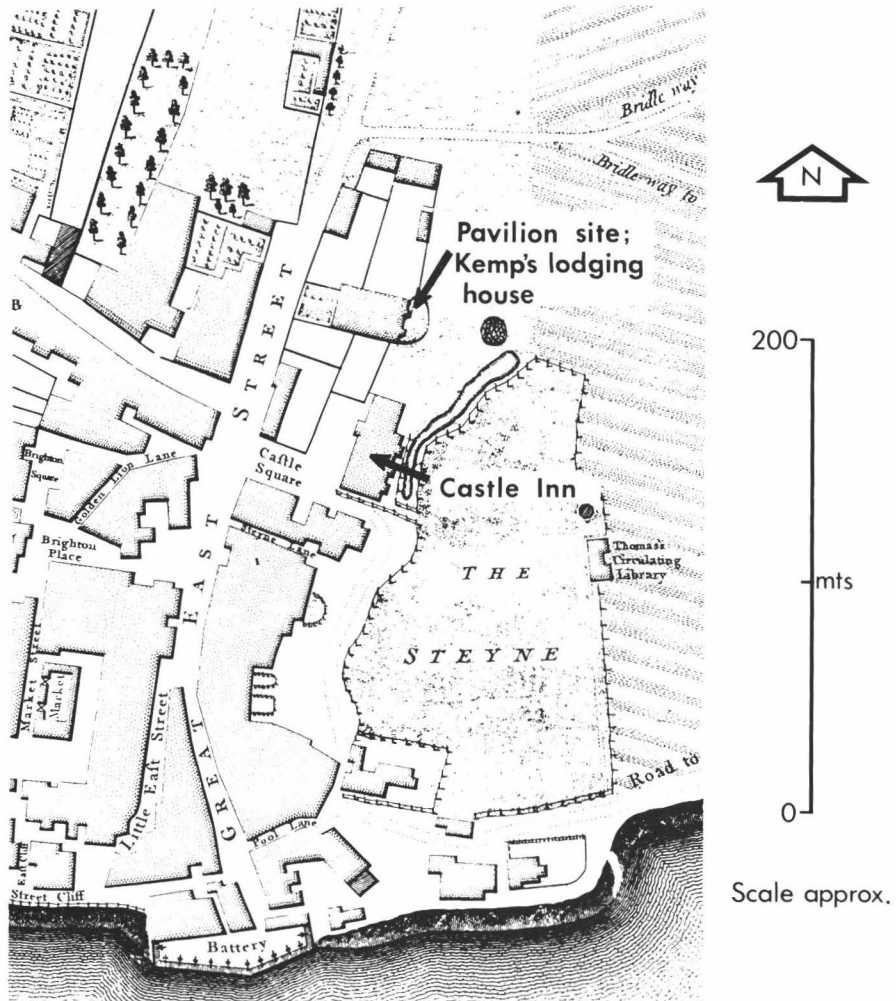 Bridle way
Bridle-way to
N
Pavilion site;
Kemp's lodging
house
200
B
GREAT EAST STREET
Castle
Square
Castle Inn
Brighton
Square
Golden Lion Lane
Steyne Lane
Brighton
Place
Thomas's
Circulating
Library
THE
STEYNE
mts
Market Street
Market
Little East Street
Road to
0
Pool Lane
East Cliff
Street Cliff
Battery
Scale approx.